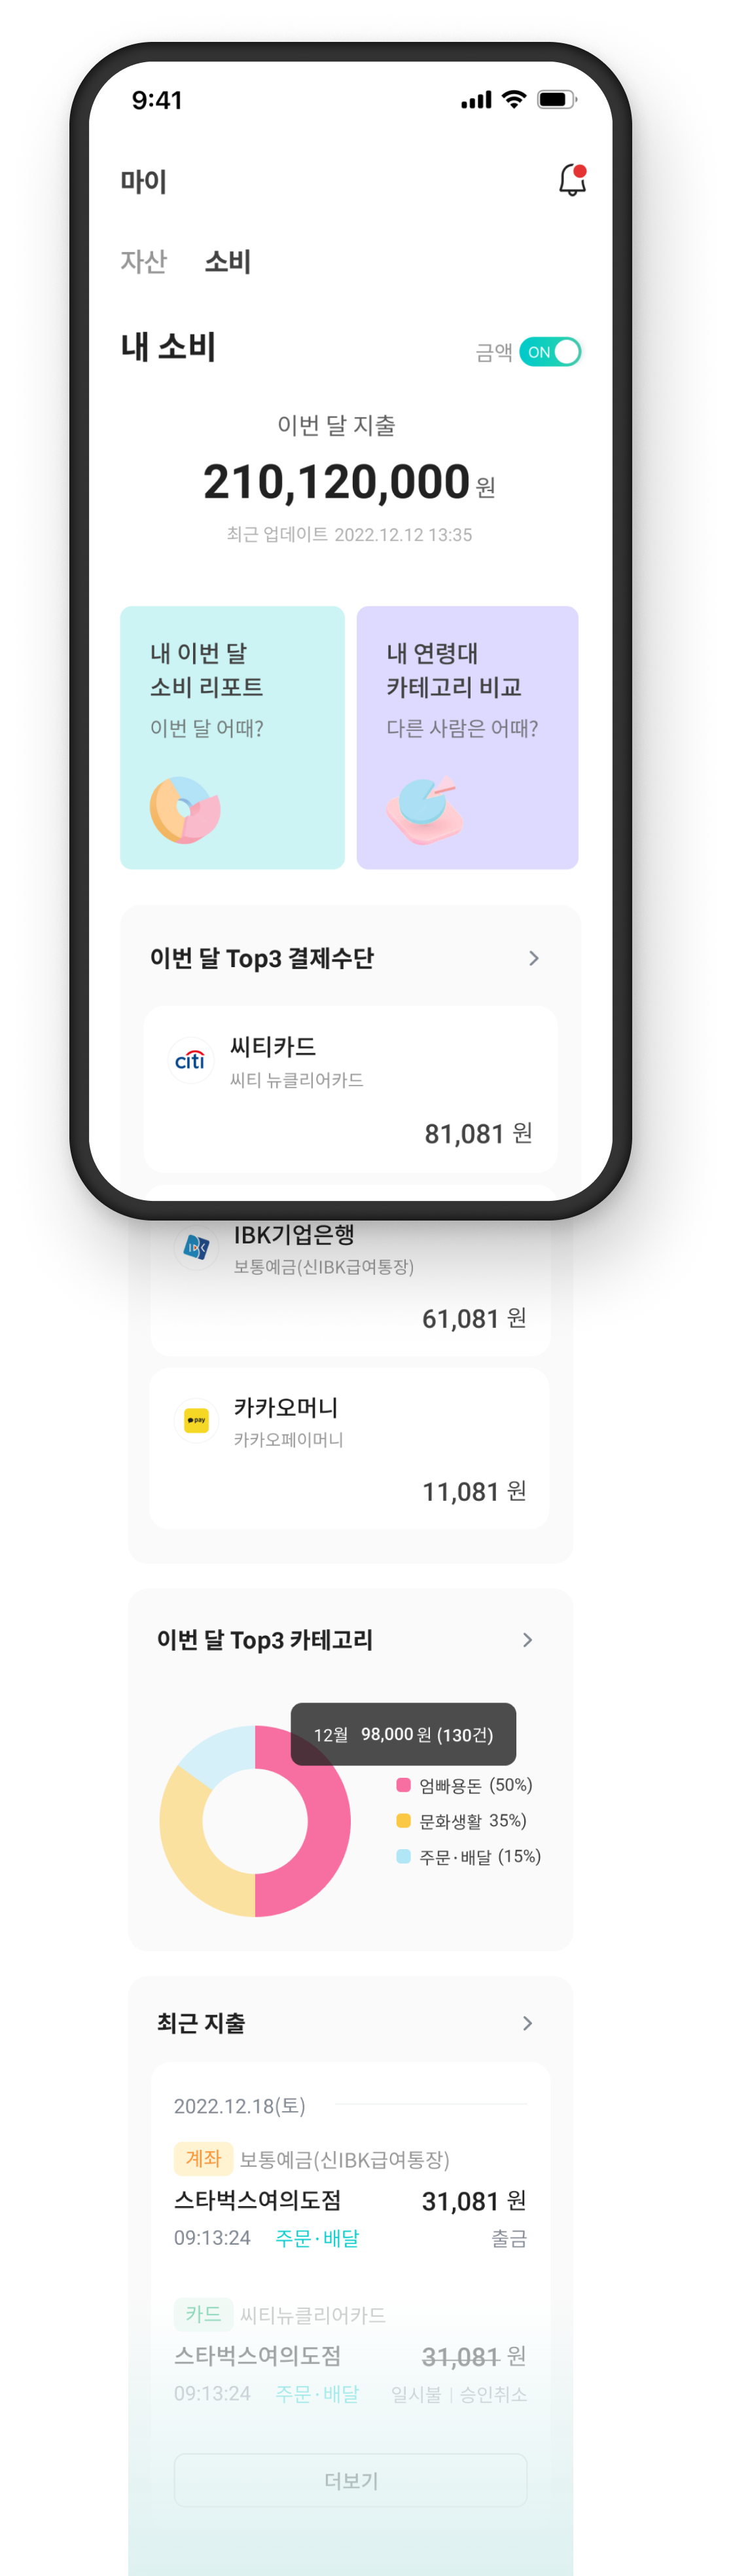 9:41
마이
자산 소비
내 소비
금액 ON
이번 달 지출
210,120,000 원
최근 업데이트 2022.12.12 13:35
내 이번 달
소비 리포트
이번 달 어때?
내 연령대
카테고리 비교
다른 사람은 어때?
이번 달 Top3 결제수단
citi
씨티카드
씨티 뉴클리어카드
81,081 원
IBK
IBK기업은행
보통예금(신IBK급여통장)
61,081 원
pay
카카오머니
카카오페이머니
11,081 원
이번 달 Top3 카테고리
12월 98,000 원 (130건)
엄빠용돈 (50%)
문화생활 35%)
주문·배달 (15%)
최근 지출
2022.12.18(토)
계좌 보통예금(신IBK급여통장)
스타벅스여의도점 31,081 원
09:13:24 주문·배달 출금
카드 씨티뉴클리어카드
스타벅스여의도점 31,081 원
09:13:24 주문·배달 일시불 | 승인취소
더보기